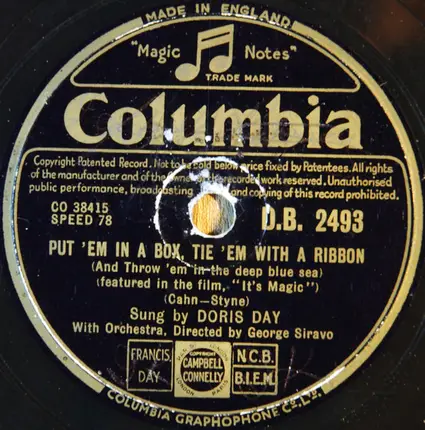 MADE IN ENGLAND
"Magic Notes"
TRADE MARK
Columbia
Copyright Patented Record. Not to be sold below price fixed by Patentees. All rights
of the manufacturer and of the owner of the recorded work reserved. Unauthorised
public performance, broadcasting and copying of this record prohibited.
CO 38415
SPEED 78
D.B. 2493
PUT 'EM IN A BOX, TIE 'EM WITH A RIBBON
(And Throw 'em in the deep blue sea)
(featured in the film, "It's Magic")
(Cahn—Styne)
Sung by DORIS DAY
With Orchestra, Directed by George Siravo
FRANCIS
DAY
COPYRIGHT
CAMPBELL
CONNELLY
LONDON
PARIS
N.C.B.
B.I.E.M.
COLUMBIA GRAPHOPHONE Co. LTD.